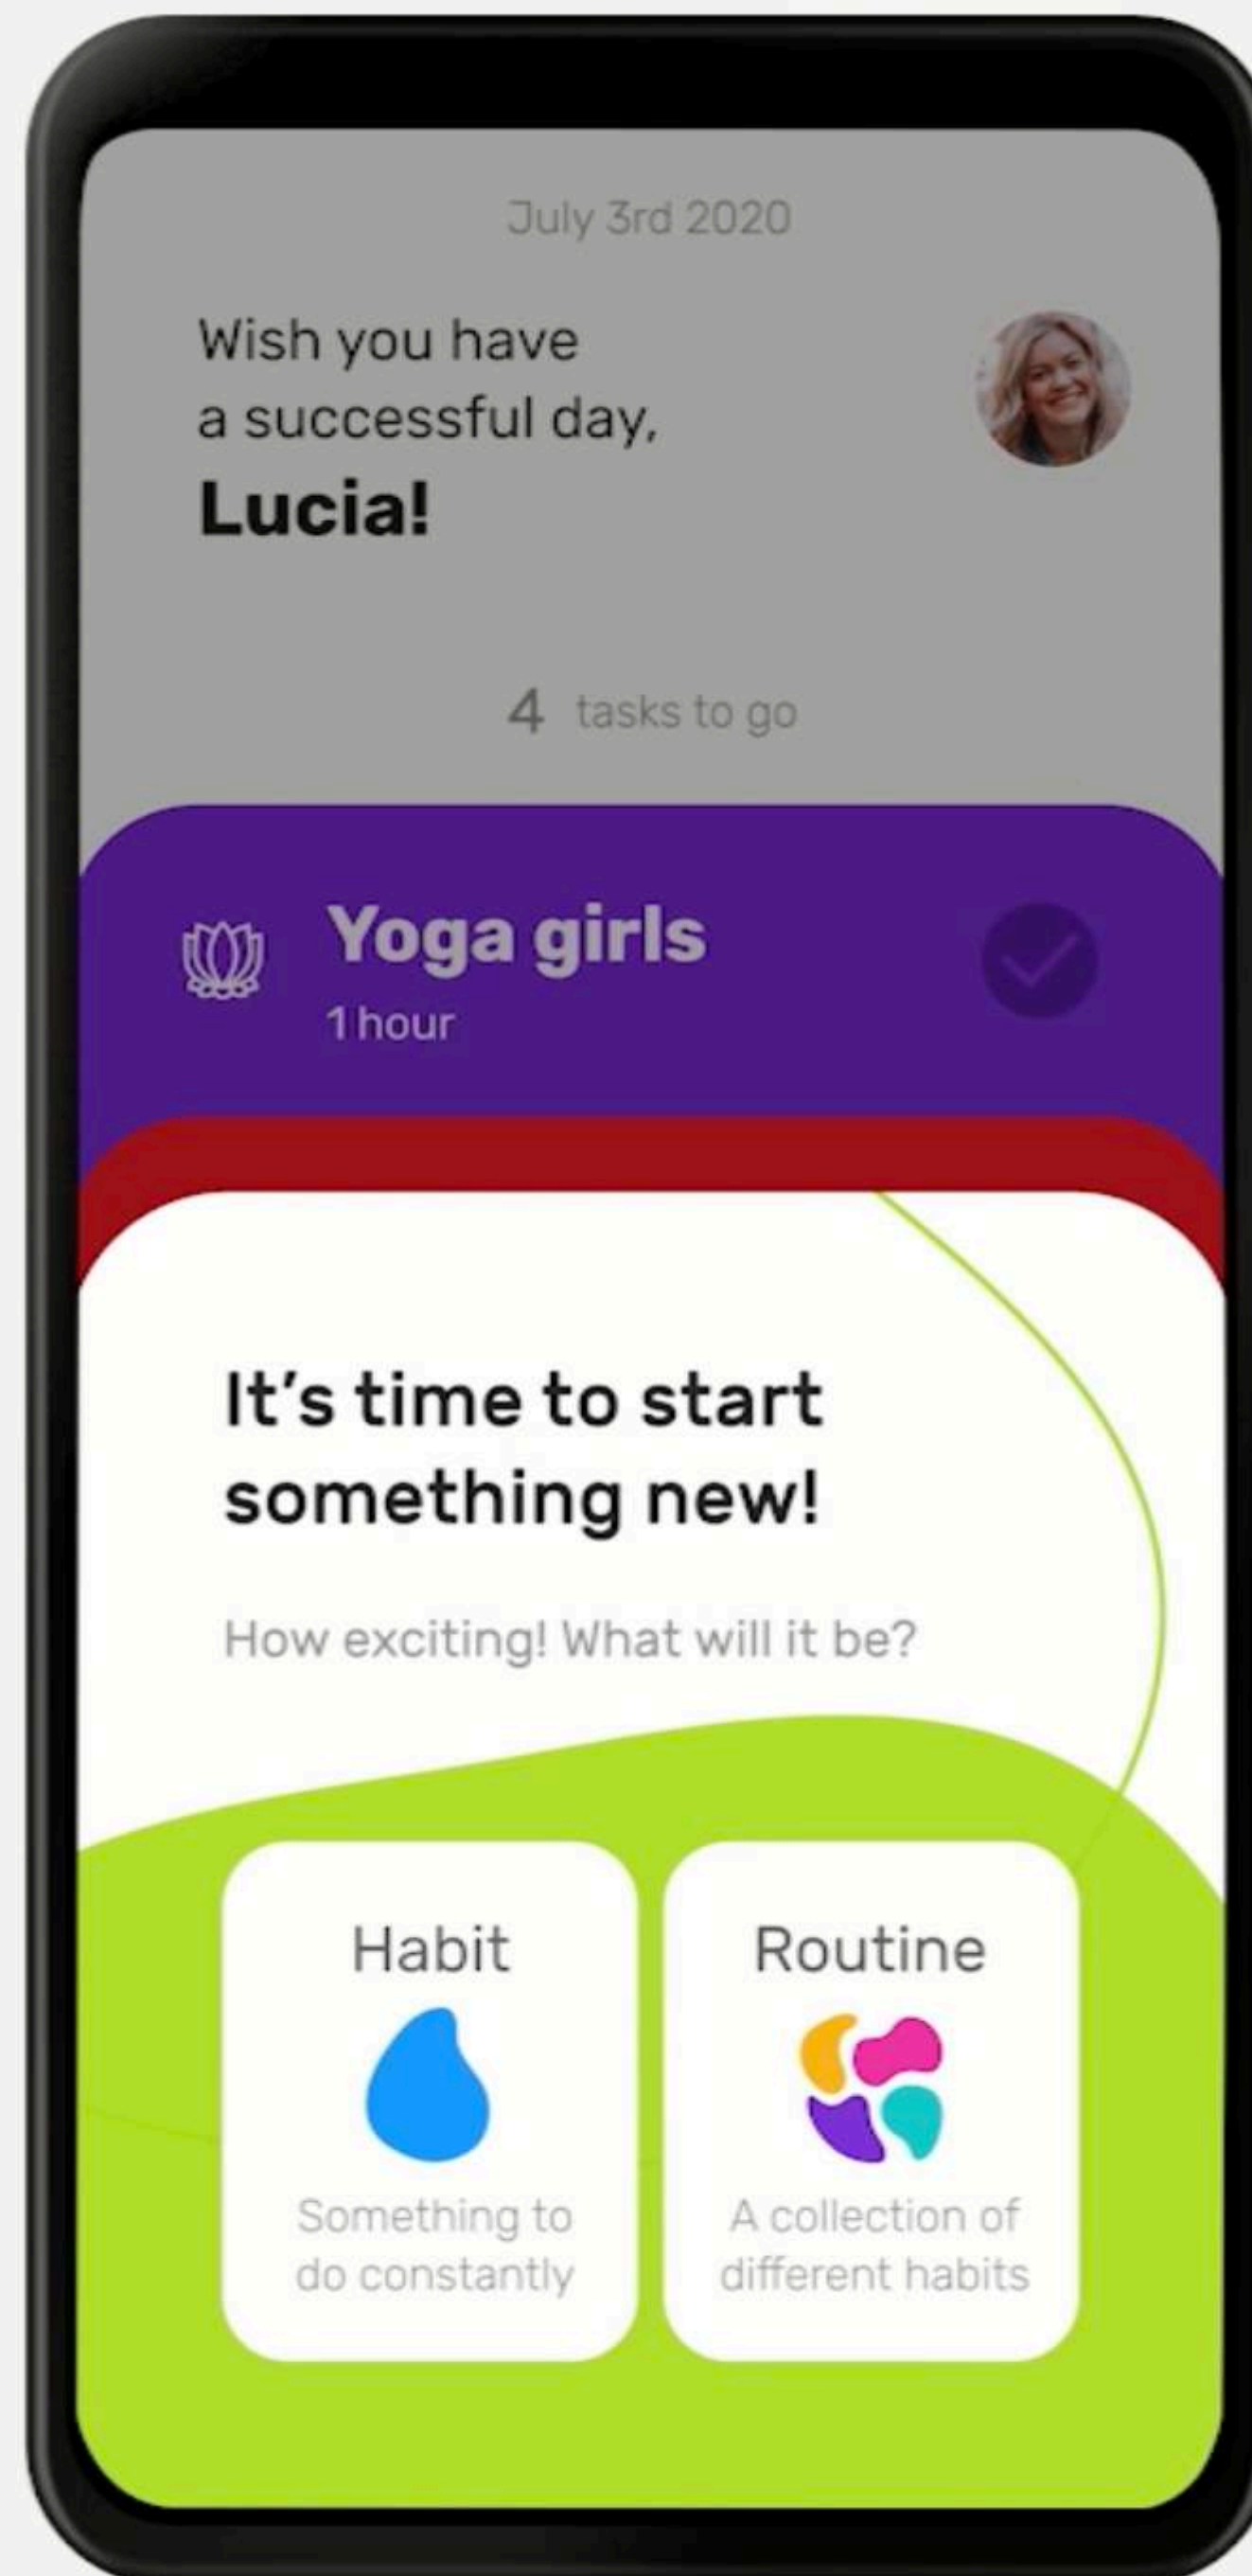 July 3rd 2020
Wish you have
a successful day,
Lucia!
4 tasks to go
Yoga girls
1 hour
It's time to start
something new!
How exciting! What will it be?
Habit
Routine
Something to
do constantly
A collection of
different habits